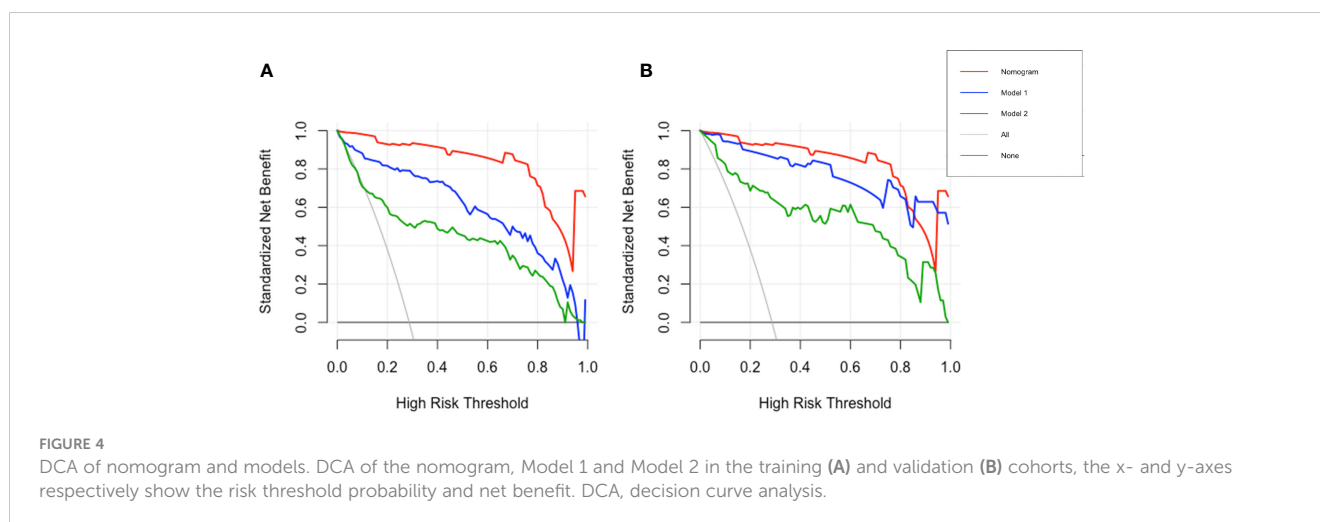 A
B
Nomogram
Model 1
Model 2
All
None
Standardized Net Benefit
0.0 0.2 0.4 0.6 0.8 1.0
0.0 0.2 0.4 0.6 0.8 1.0
High Risk Threshold
Standardized Net Benefit
0.0 0.2 0.4 0.6 0.8 1.0
0.0 0.2 0.4 0.6 0.8 1.0
High Risk Threshold
FIGURE 4
DCA of nomogram and models. DCA of the nomogram, Model 1 and Model 2 in the training (A) and validation (B) cohorts, the x- and y-axes
respectively show the risk threshold probability and net benefit. DCA, decision curve analysis.